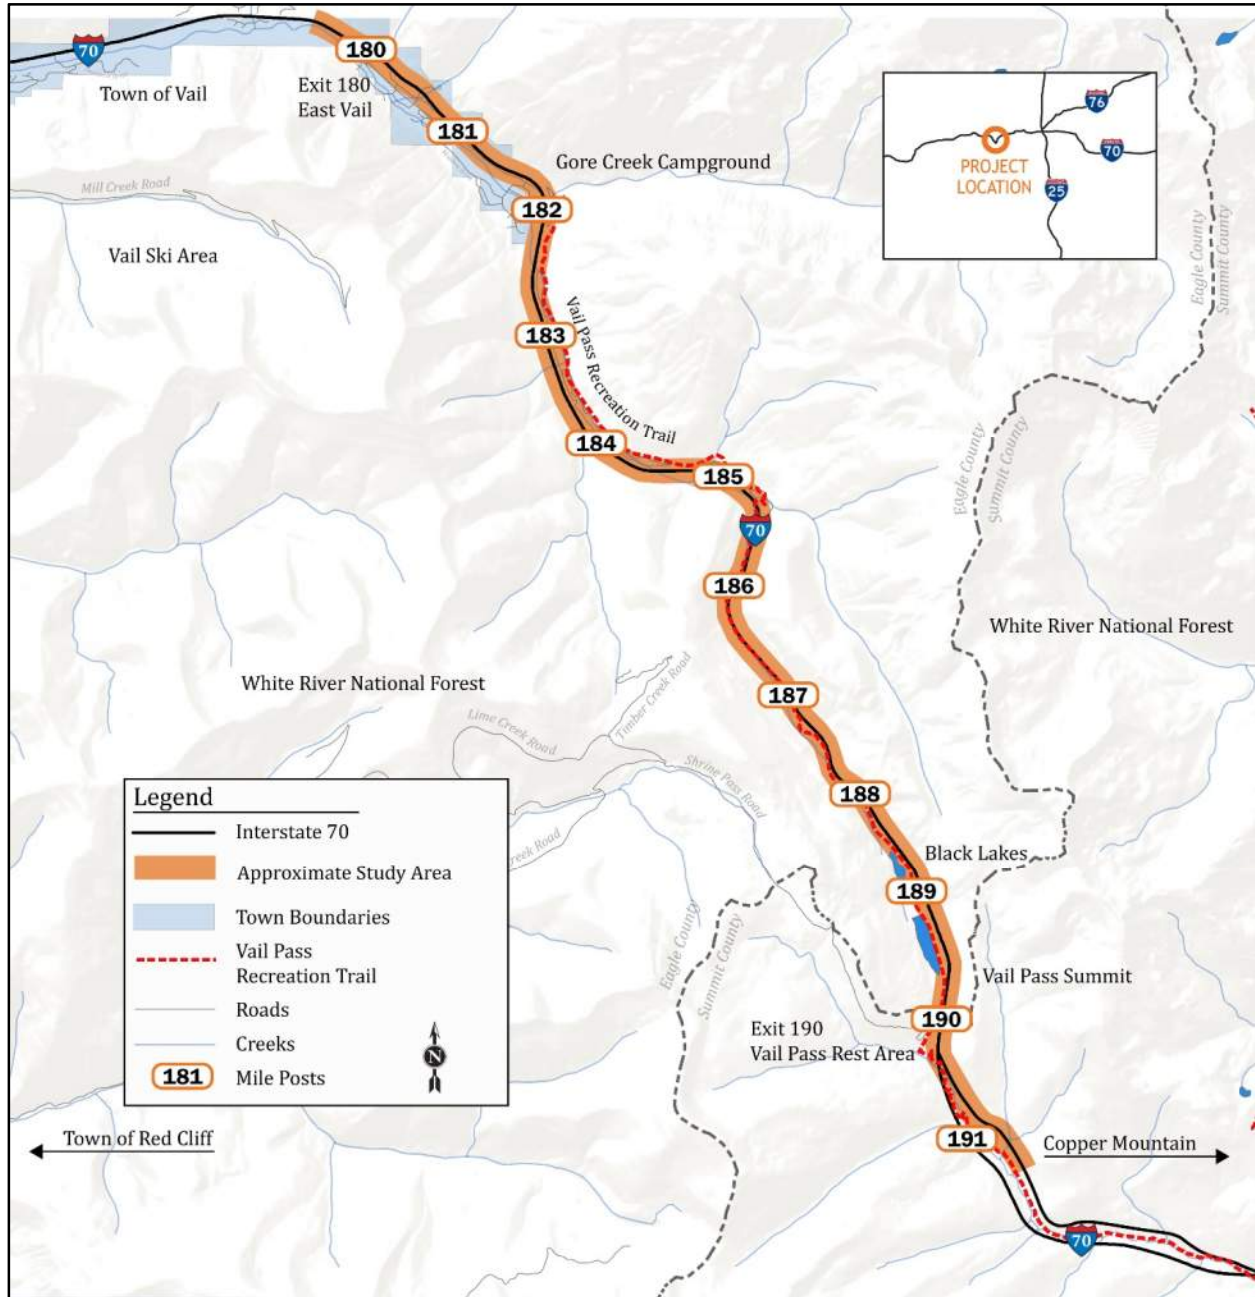 70
180
Town of Vail
Exit 180
East Vail
181
Gore Creek Campground
76
70
PROJECT
LOCATION
25
Mill Creek Road
182
Vail Ski Area
Eagle County
Summit County
183
Vail Pass Recreation Trail
184
185
Eagle County
Summit County
70
186
White River National Forest
White River National Forest
187
Timber Creek Road
Lime Creek Road
Shrine Pass Road
188
Creek Road
Black Lakes
189
Eagle County
Summit County
Vail Pass Summit
190
Exit 190
Vail Pass Rest Area
191
Legend
Interstate 70
Approximate Study Area
Town Boundaries
Vail Pass
Recreation Trail
Roads
Creeks
N
181
Mile Posts
Town of Red Cliff
Copper Mountain
70